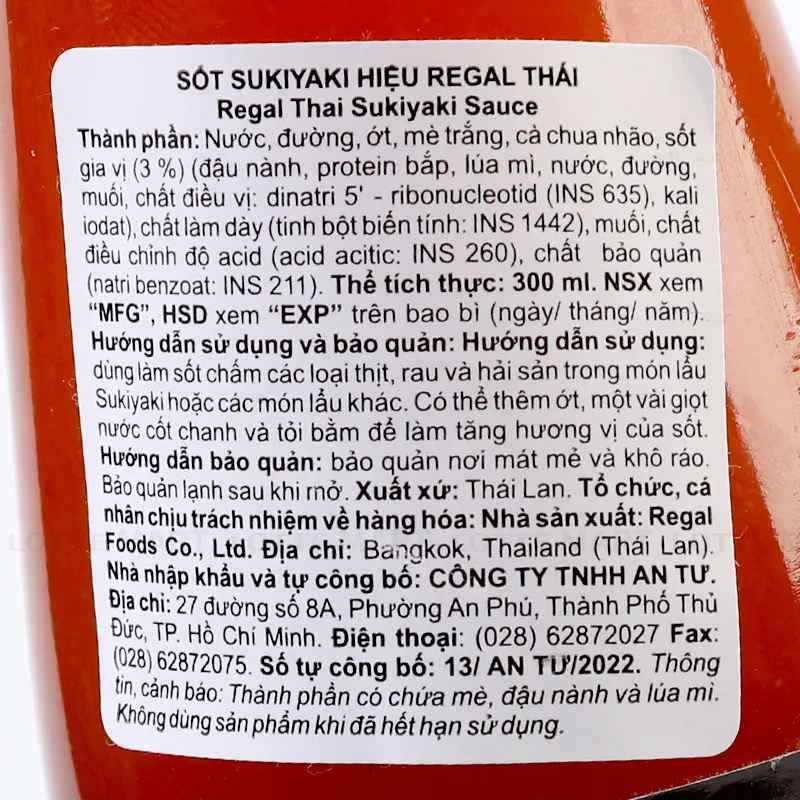 SỐT SUKIYAKI HIỆU REGAL THÁI
Regal Thai Sukiyaki Sauce
Thành phần: Nước, đường, ớt, mè trắng, cà chua nhão, sốt
gia vị (3 %) (đậu nành, protein bắp, lúa mì, nước, đường,
muối, chất điều vị: dinatri 5' - ribonucleotid (INS 635), kali
iodat), chất làm dày (tinh bột biến tính: INS 1442), muối, chất
điều chỉnh độ acid (acid acitic: INS 260), chất bảo quản
(natri benzoat: INS 211). Thể tích thực: 300 ml. NSX xem
“MFG”, HSD xem “EXP” trên bao bì (ngày/ tháng/ năm).
Hướng dẫn sử dụng và bảo quản: Hướng dẫn sử dụng:
dùng làm sốt chấm các loại thịt, rau và hải sản trong món lẩu
Sukiyaki hoặc các món lẩu khác. Có thể thêm ớt, một vài giọt
nước cốt chanh và tỏi bằm để làm tăng hương vị của sốt.
Hướng dẫn bảo quản: bảo quản nơi mát mẻ và khô ráo.
Bảo quản lạnh sau khi mở. Xuất xứ: Thái Lan. Tổ chức, cá
nhân chịu trách nhiệm về hàng hóa: Nhà sản xuất: Regal
Foods Co., Ltd. Địa chỉ: Bangkok, Thailand (Thái Lan).
Nhà nhập khẩu và tự công bố: CÔNG TY TNHH AN TƯ.
Địa chỉ: 27 đường số 8A, Phường An Phú, Thành Phố Thủ
Đức, TP. Hồ Chí Minh. Điện thoại: (028) 62872027 Fax:
(028) 62872075. Số tự công bố: 13/ AN TƯ/2022. Thông
tin, cảnh báo: Thành phần có chứa mè, đậu nành và lúa mì.
Không dùng sản phẩm khi đã hết hạn sử dụng.